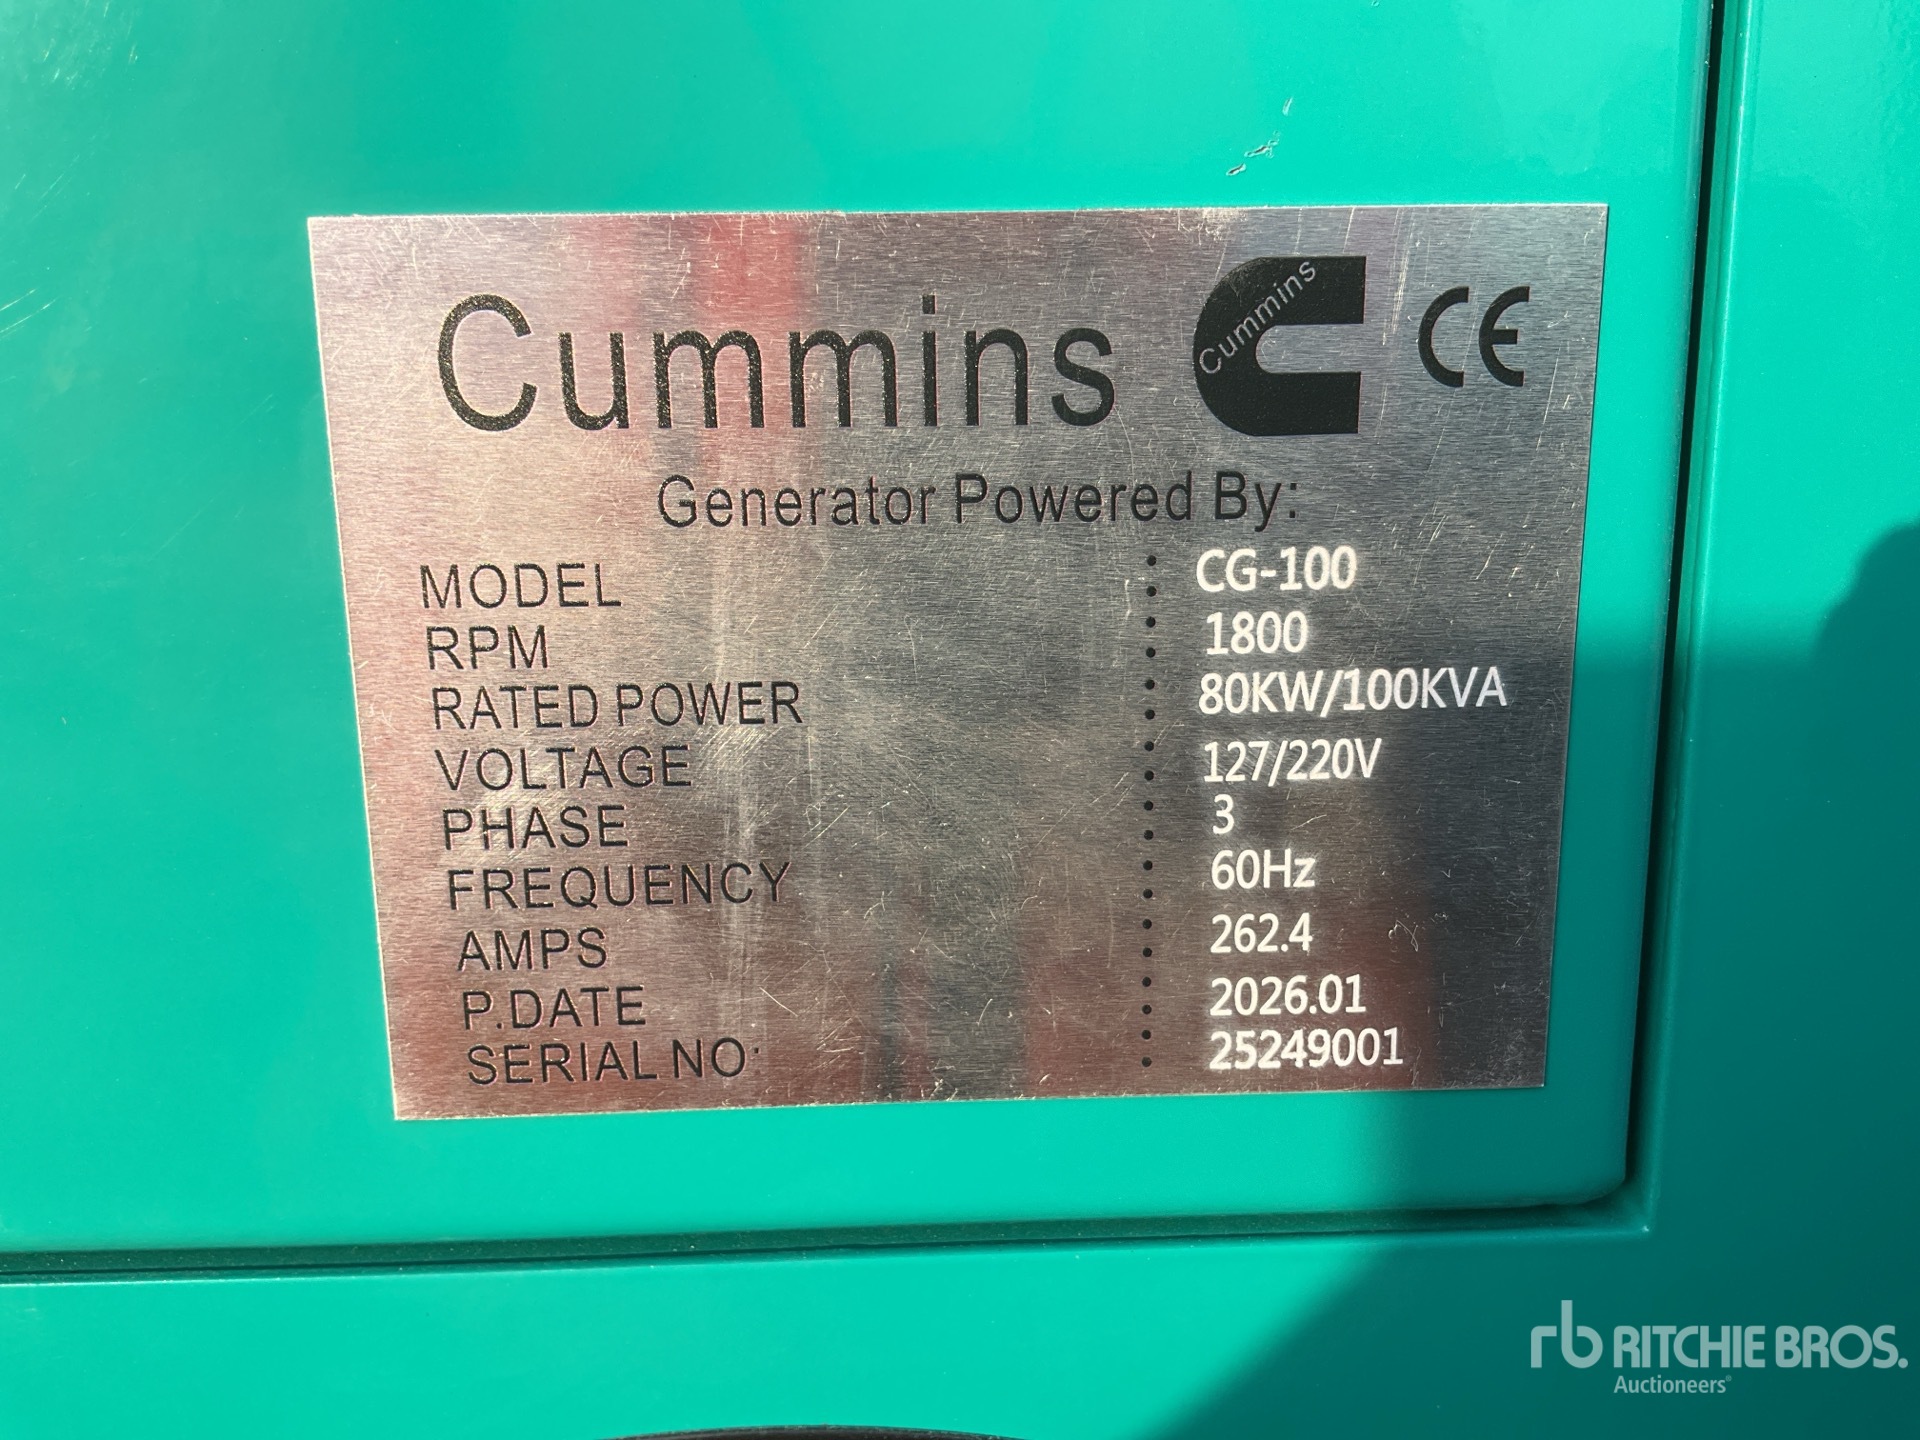 Cummins Cummins CE
Generator Powered By:
MODEL : CG-100
RPM : 1800
RATED POWER : 80KW/100KVA
VOLTAGE : 127/220V
PHASE : 3
FREQUENCY : 60Hz
AMPS : 262.4
P.DATE : 2026.01
SERIAL NO: : 25249001
rb RITCHIE BROS.
Auctioneers®